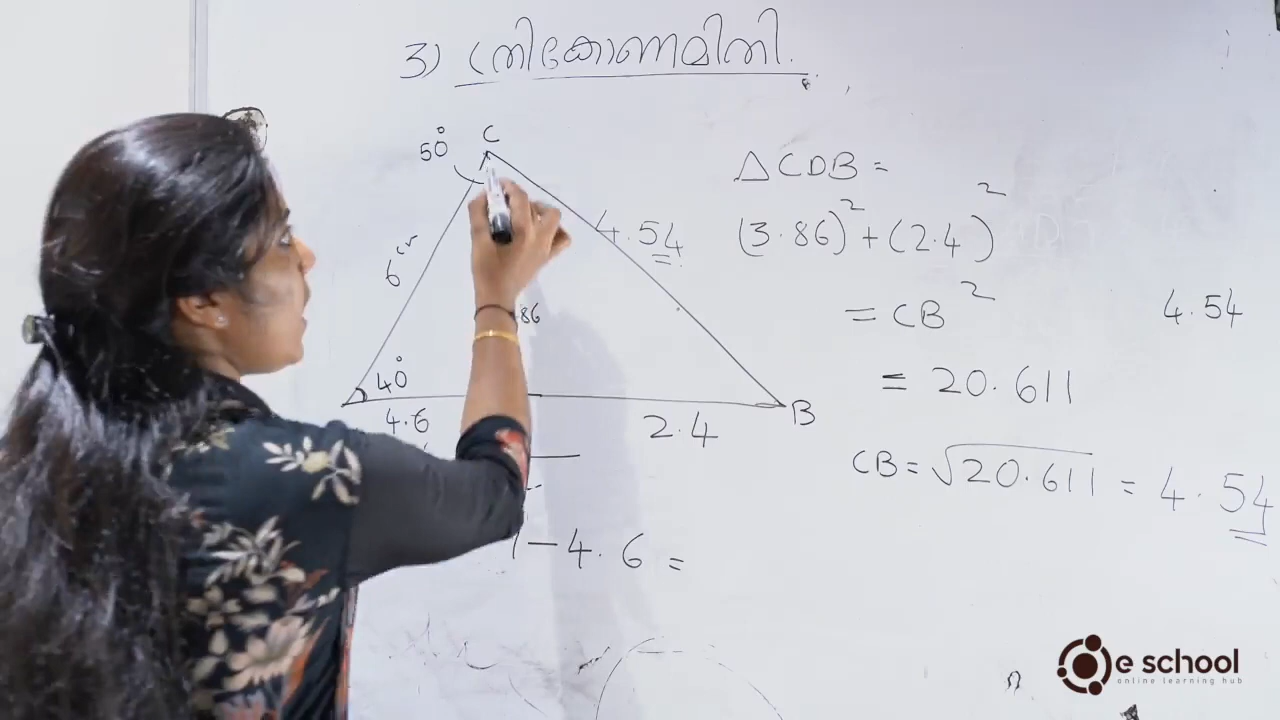 3) ത്രികോണമിതി.
50° C
ΔCDB =
4.54
(3.86)² + (2.4)²
6cm
.86
= CB²
4.54
40°
= 20.611
4.6
2.4
B
CB = √20.611 = 4.54
- 4.6 =
e school
online learning hub